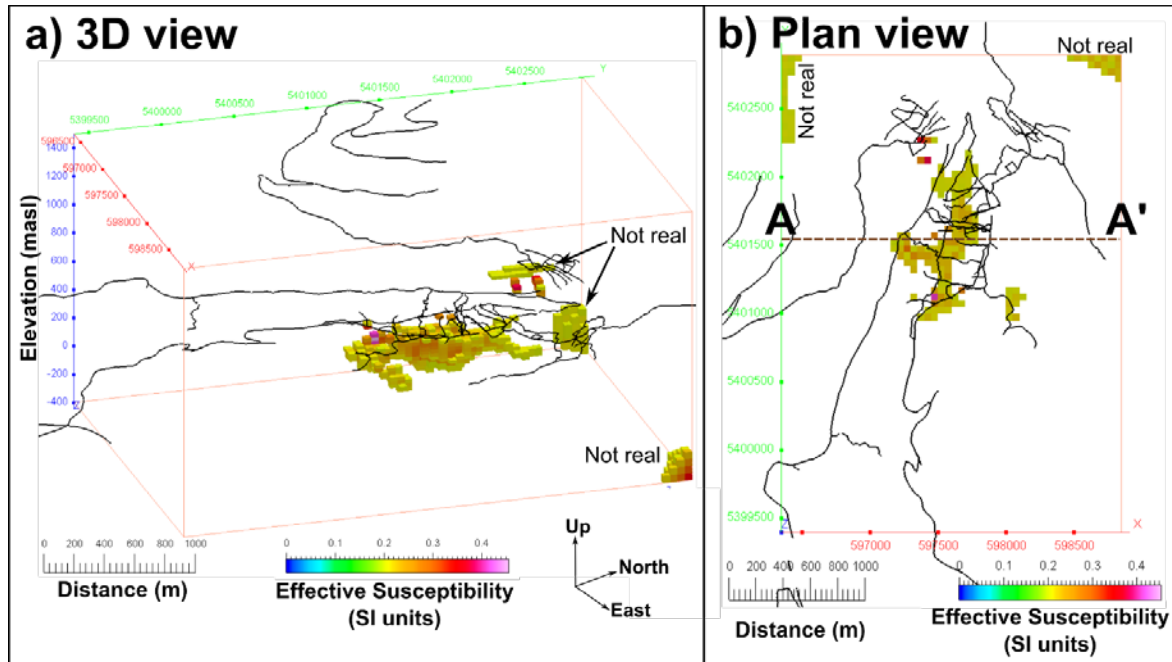 a) 3D view
Y
5402500
5402000
5401500
5401000
5400500
5400000
5399500
596500
597000
597500
598000
598500
X
Z
Elevation (masl)
1400
1200
1000
800
600
400
200
0
-200
-400
Not real
Not real
0 200 400 600 800 1000
Distance (m)
0 0.1 0.2 0.3 0.4
Effective Susceptibility
(SI units)
Up
North
East
b) Plan view
Not real
Not real
5402500
5402000
5401500
5401000
5400500
5400000
5399500
A
A'
Z
X
597000
597500
598000
598500
0 200 400 600 800 1000
Distance (m)
0 0.1 0.2 0.3 0.4
Effective Susceptibility
(SI units)